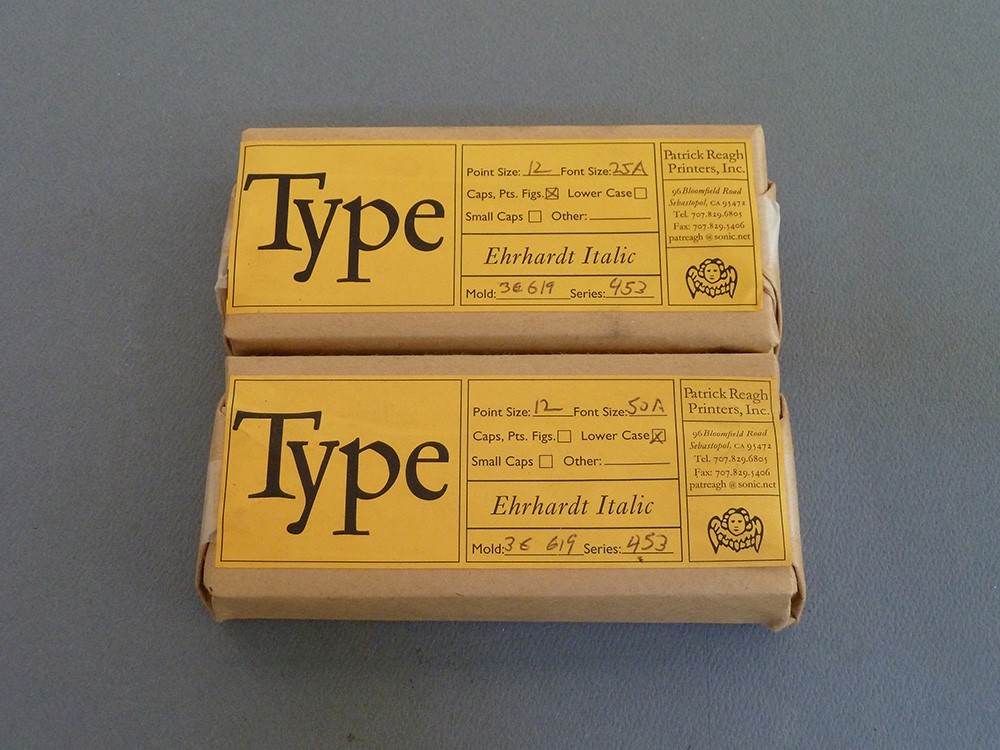 Type
Point Size: 12 Font Size: 25A
Caps, Pts. Figs. ☒ Lower Case ☐
Small Caps ☐ Other:
Ehrhardt Italic
Mold: 3E619 Series: 453
Patrick Reagh
Printers, Inc.
96 Bloomfield Road
Sebastopol, CA 95472
Tel. 707.829.6805
Fax: 707.829.5406
patreagh @ sonic.net
Type
Point Size: 12 Font Size: 50A
Caps, Pts. Figs. ☐ Lower Case ☒
Small Caps ☐ Other:
Ehrhardt Italic
Mold: 3E 619 Series: 453
Patrick Reagh
Printers, Inc.
96 Bloomfield Road
Sebastopol, CA 95472
Tel. 707.829.6805
Fax: 707.829.5406
patreagh @ sonic.net